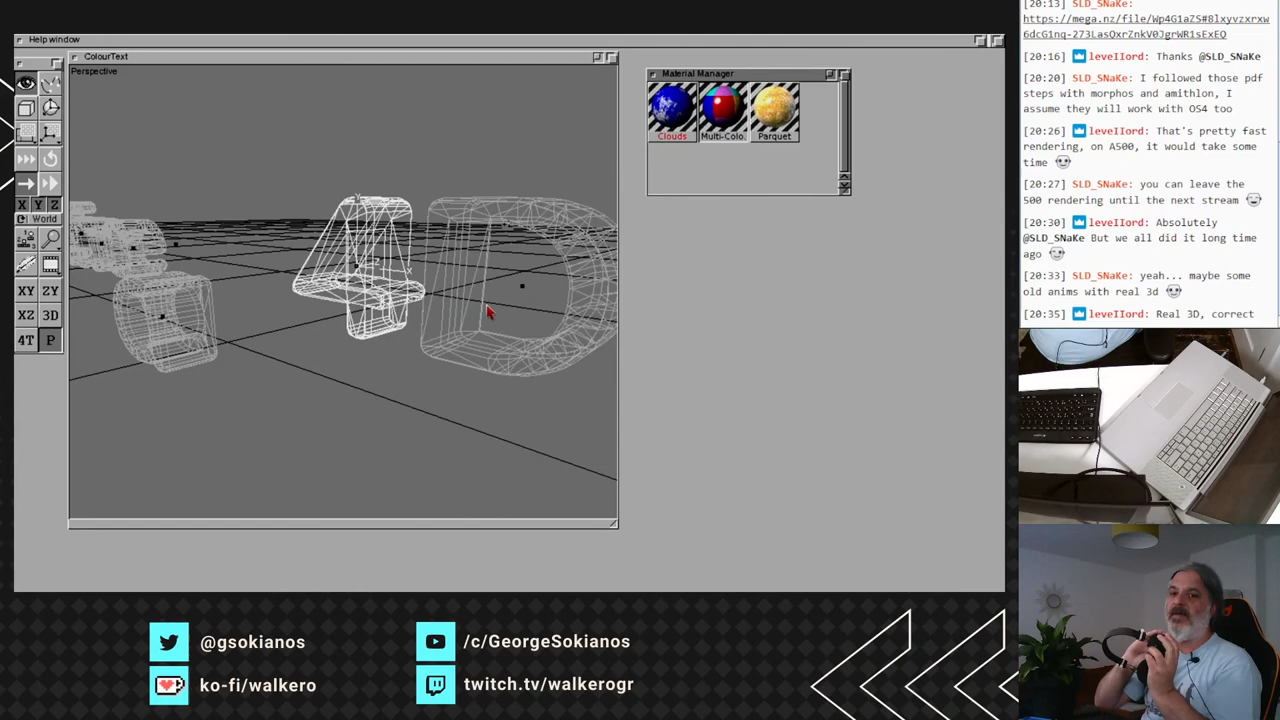 Help window
ColourText
Perspective
Material Manager
Clouds
Multi-Colo.
Parquet
X Y Z
World
XY ZY
XZ 3D
4T P
Y
Z
X
[20:13] SLD_SNaKe:
https://mega.nz/file/Wp4G1aZS#8lxyvzxrxw
6dcG1nq-273LasQxrZnkV0JgrWR1sExEQ
[20:16] leveIIord: Thanks @SLD_SNaKe
[20:20] SLD_SNaKe: I followed those pdf
steps with morphos and amithlon, I
assume they will work with OS4 too
[20:26] leveIIord: That's pretty fast
rendering, on A500, it would take some
time
[20:27] SLD_SNaKe: you can leave the
500 rendering until the next stream
[20:30] leveIIord: Absolutely
@SLD_SNaKe But we all did it long time
ago
[20:33] SLD_SNaKe: yeah... maybe some
old anims with real 3d
[20:35] leveIIord: Real 3D, correct
@gsokianos
/c/GeorgeSokianos
ko-fi/walkero
twitch.tv/walkerogr